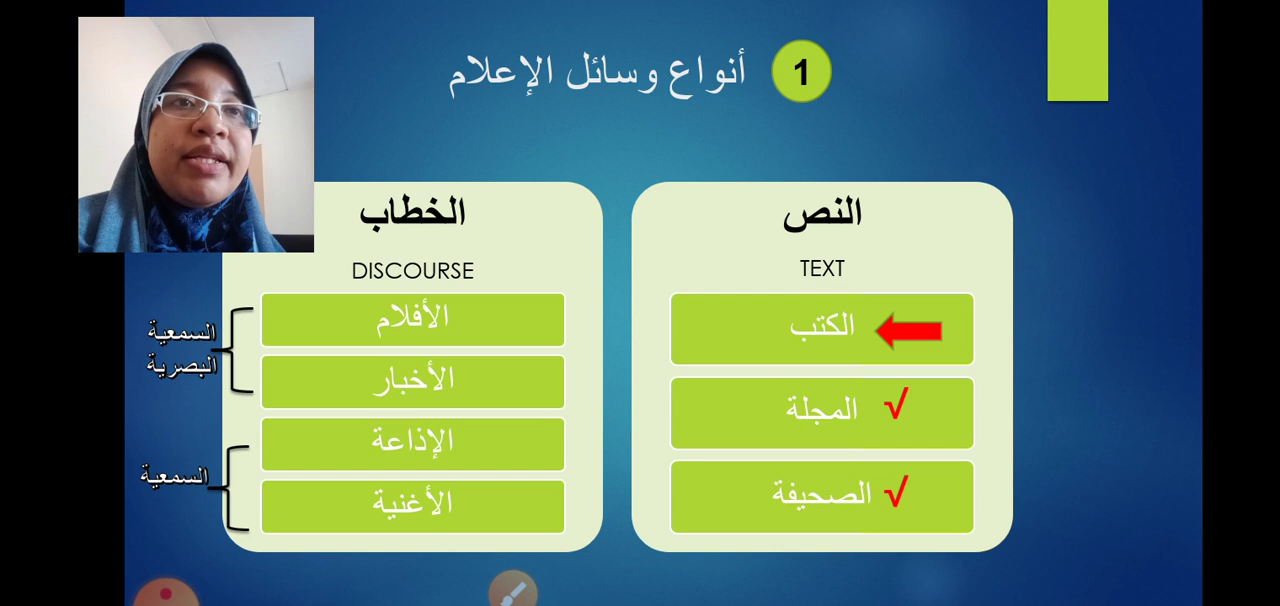 1 أنواع وسائل الإعلام
النص
TEXT
الكتب
المجلة √
الصحيفة √
الخطاب
DISCOURSE
الأفلام
الأخبار
الإذاعة
الأغنية
السمعية
البصرية
السمعية